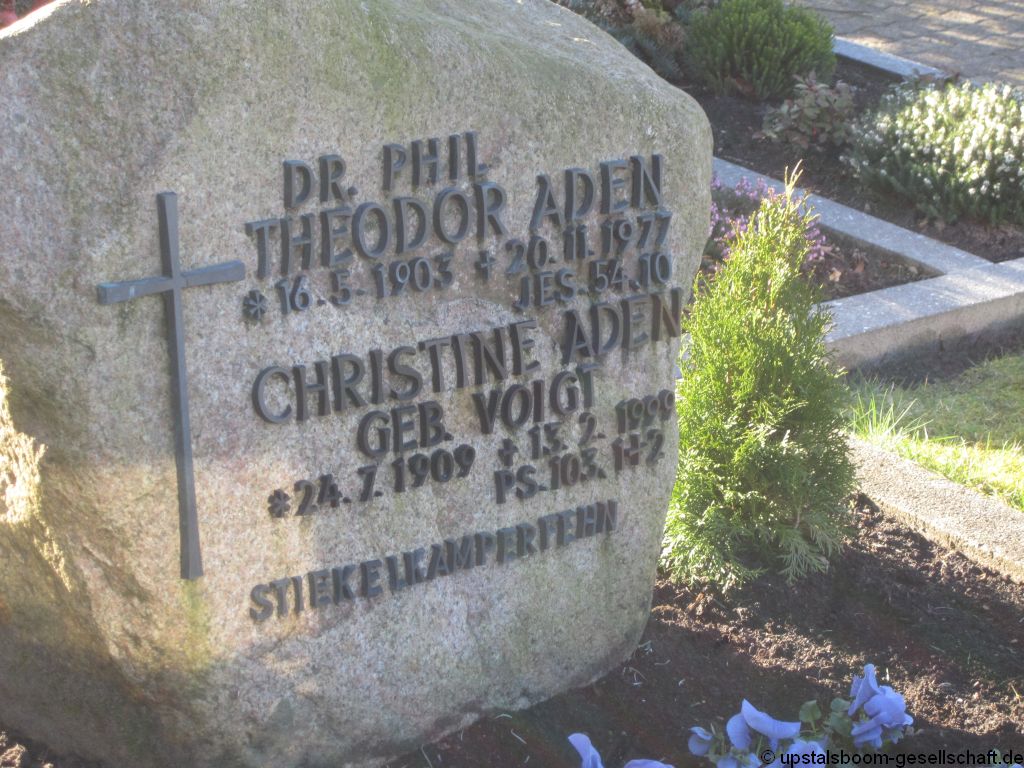 DR. PHIL
THEODOR ADEN
* 16.5.1903 + 20.11.1977
JES. 54.10
CHRISTINE ADEN
GEB. VOIGT
* 24.7.1909 + 13.2.1999
PS. 103. 1+2
STIEKELKAMPERFEHN
© upstalsboom-gesellschaft.de